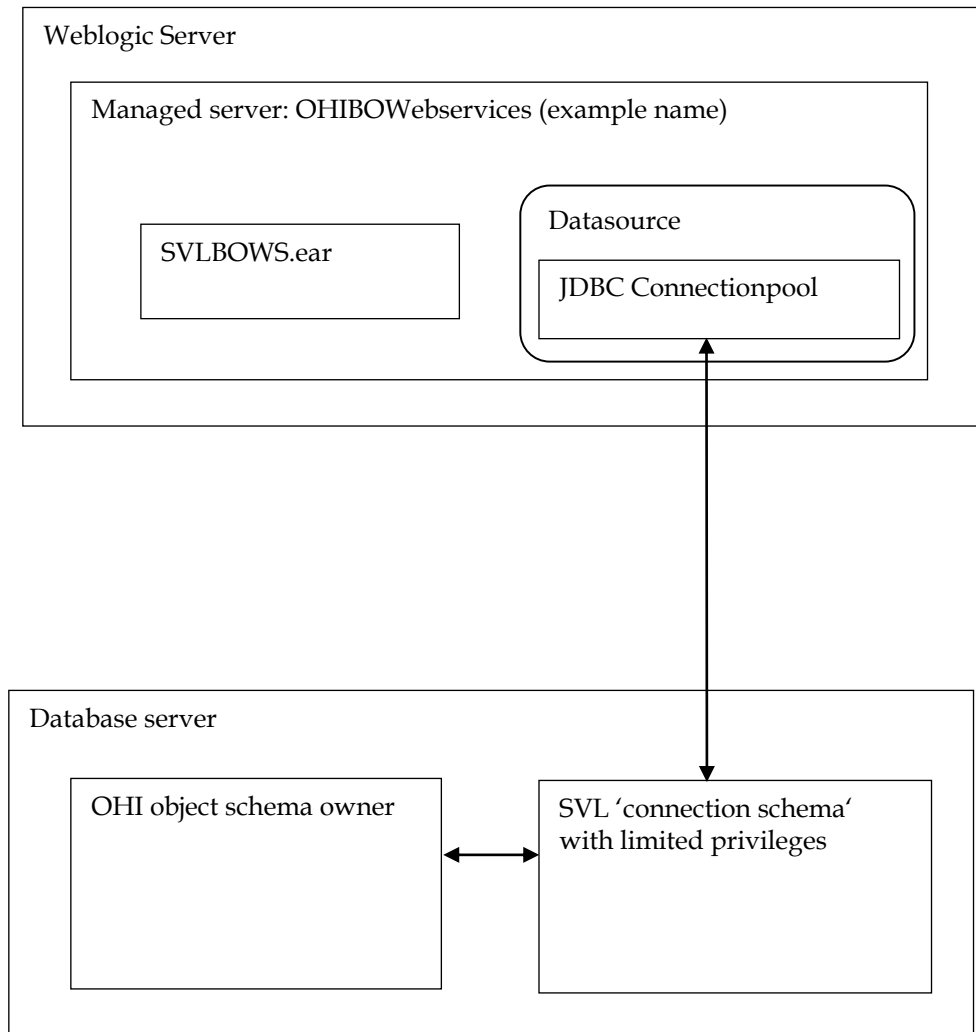 Weblogic Server
Managed server: OHIBOWebservices (example name)
SVLBOWS.ear
Datasource
JDBC Connectionpool
Database server
OHI object schema owner
SVL ‘connection schema‘
with limited privileges